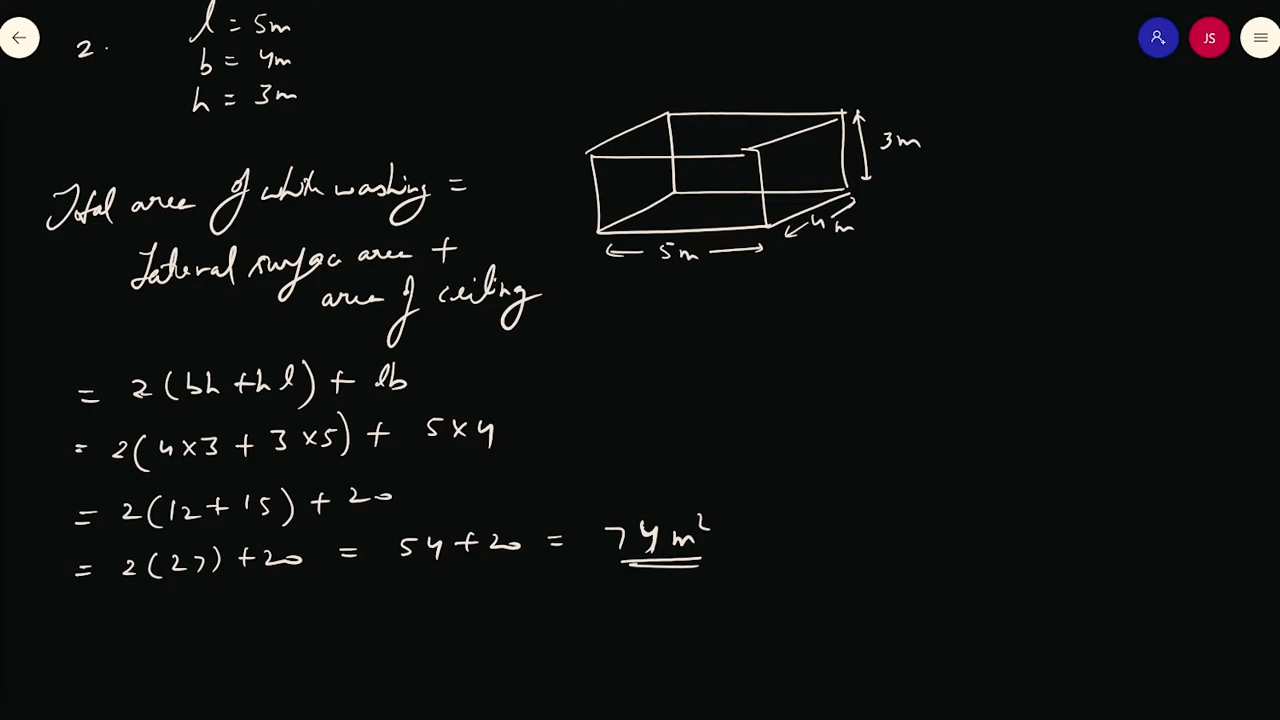 JS
2.
l = 5m
b = 4m
h = 3m
3m
4m
5m
Total area of white washing =
Lateral surface area +
area of ceiling
= 2(bh + hl) + lb
= 2(4×3 + 3×5) + 5×4
= 2(12 + 15) + 20
= 2(27) + 20 = 54 + 20 = 74 m²